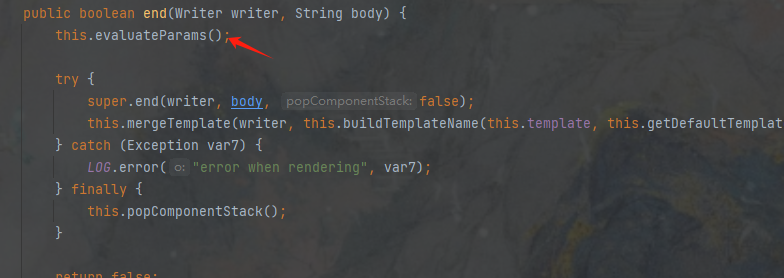 public boolean end(Writer writer, String body) {
this.evaluateParams();
try {
super.end(writer, body, popComponentStack: false);
this.mergeTemplate(writer, this.buildTemplateName(this.template, this.getDefaultTemplat
} catch (Exception var7) {
LOG.error( o: "error when rendering", var7);
} finally {
this.popComponentStack();
}
return false;